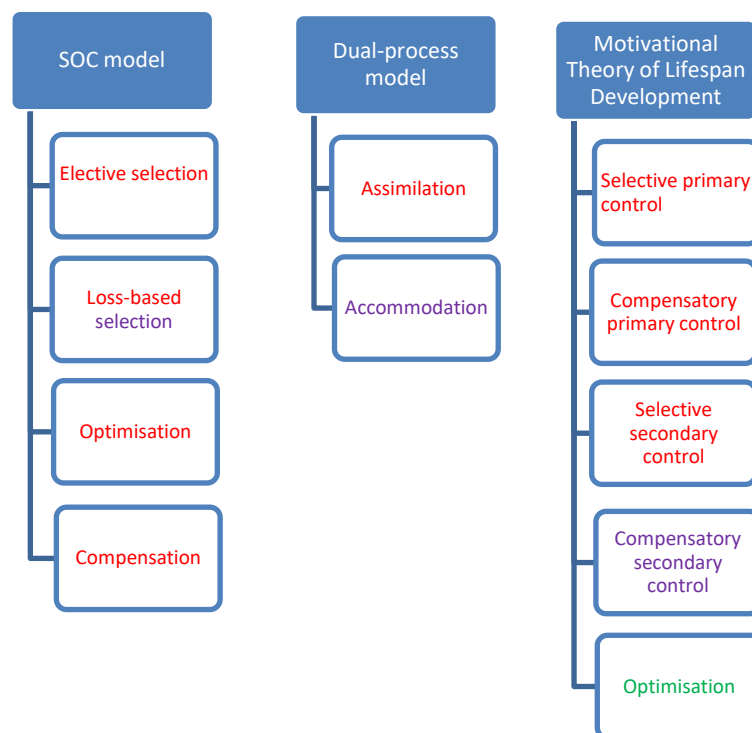 SOC model
Elective selection
Loss-based
selection
Optimisation
Compensation
Dual-process
model
Assimilation
Accommodation
Motivational
Theory of Lifespan
Development
Selective primary
control
Compensatory
primary control
Selective
secondary
control
Compensatory
secondary
control
Optimisation